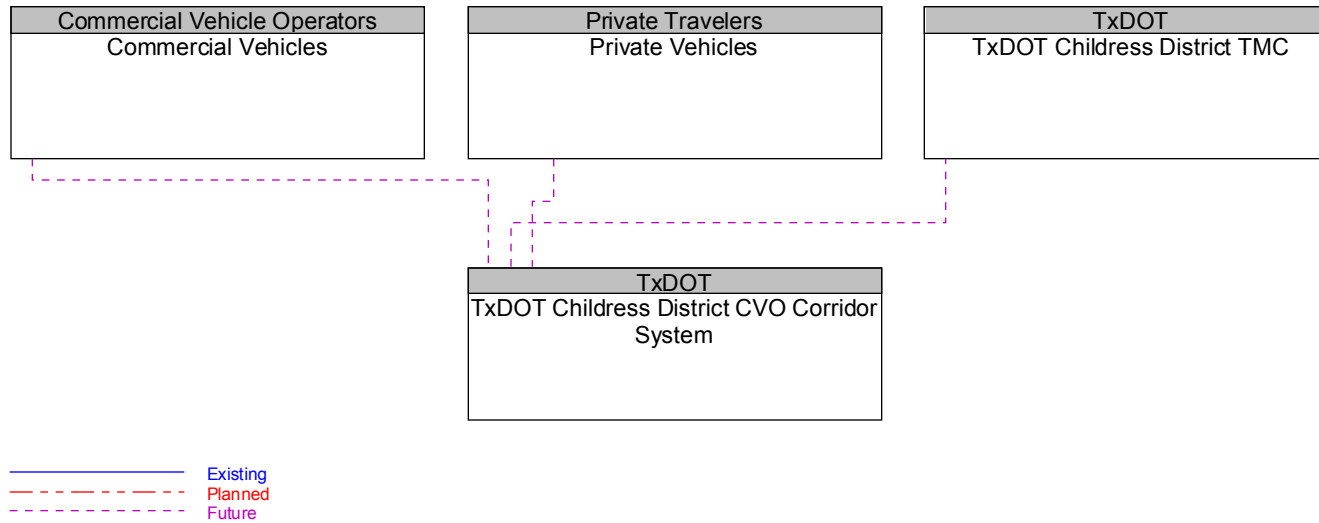 Commercial Vehicle Operators
Commercial Vehicles
Private Travelers
Private Vehicles
TxDOT
TxDOT Childress District TMC
TxDOT
TxDOT Childress District CVO Corridor
System
Existing
Planned
Future